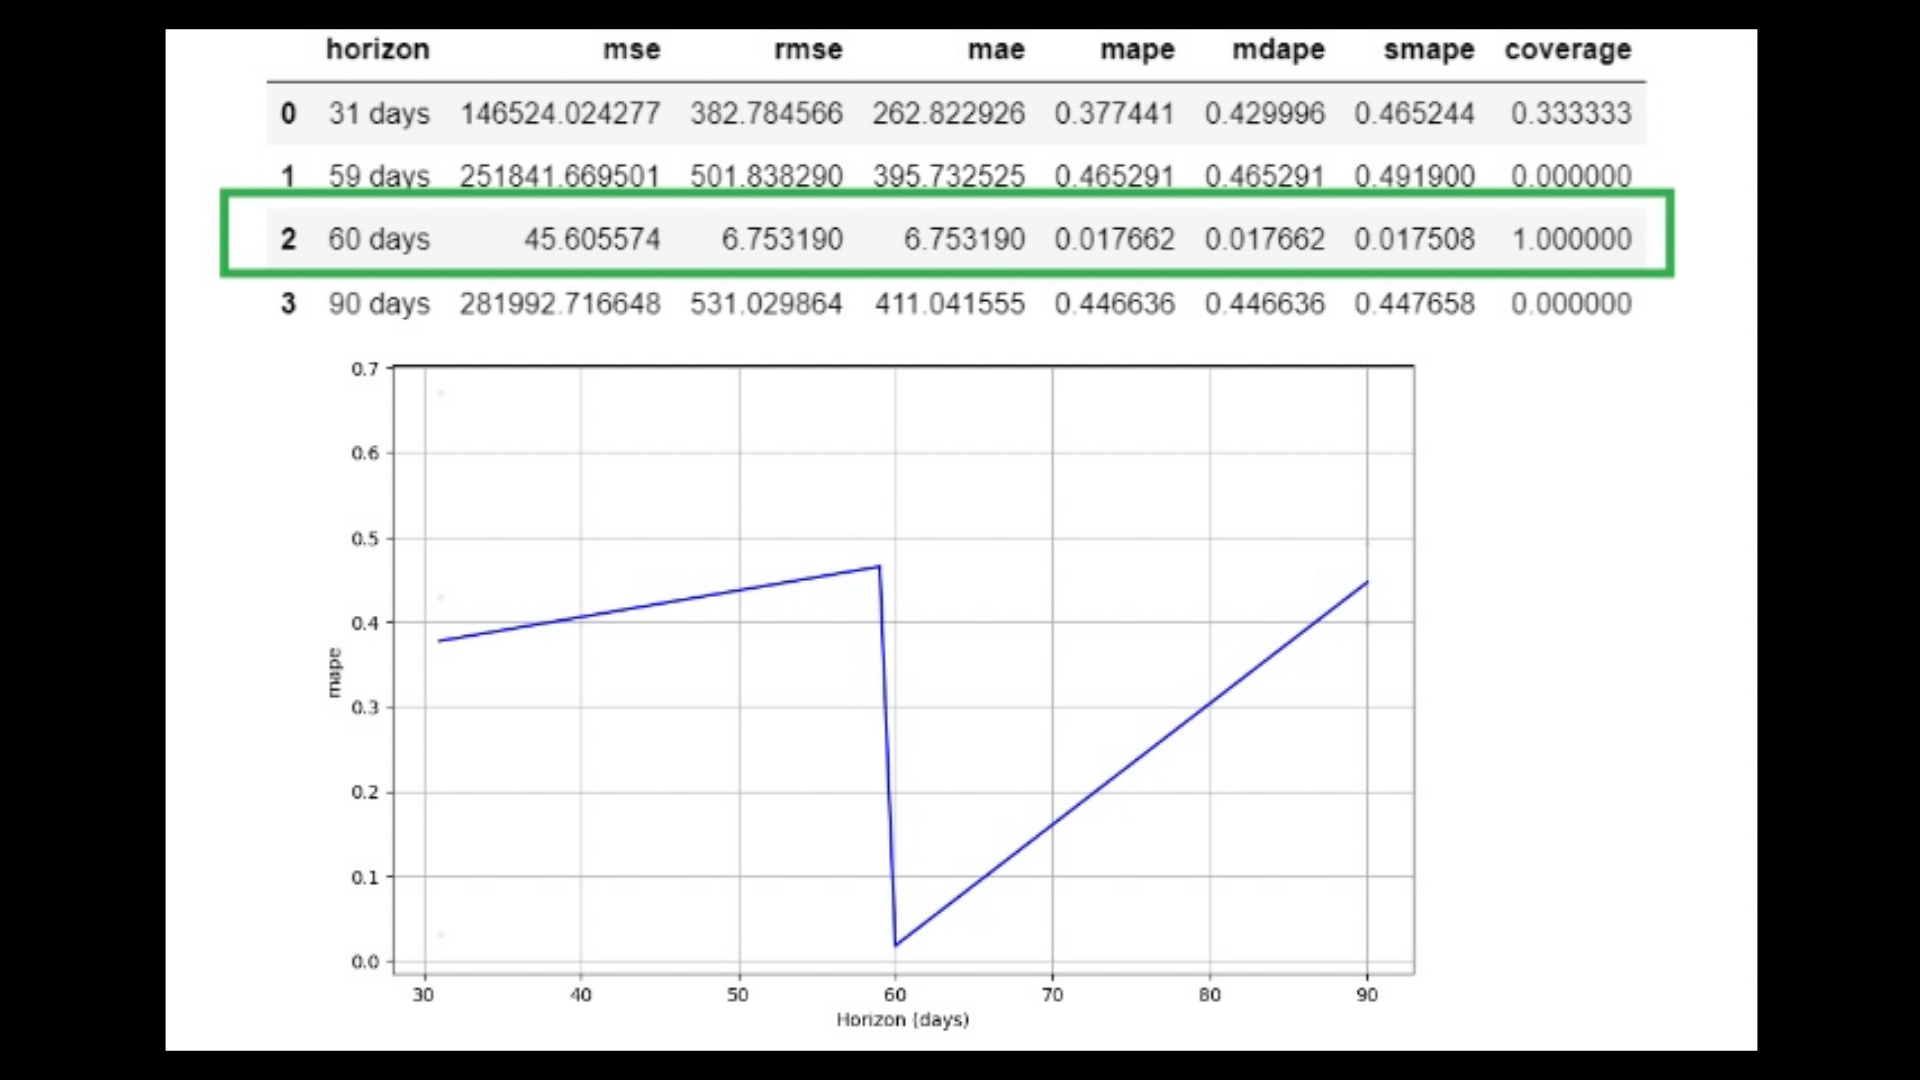 horizon mse rmse mae mape mdape smape coverage
0 31 days 146524.024277 382.784566 262.822926 0.377441 0.429996 0.465244 0.333333
1 59 days 251841.669501 501.838290 395.732525 0.465291 0.465291 0.491900 0.000000
2 60 days 45.605574 6.753190 6.753190 0.017662 0.017662 0.017508 1.000000
3 90 days 281992.716648 531.029864 411.041555 0.446636 0.446636 0.447658 0.000000
0.7
0.6
0.5
0.4
0.3
0.2
0.1
0.0
mape
30 40 50 60 70 80 90
Horizon (days)